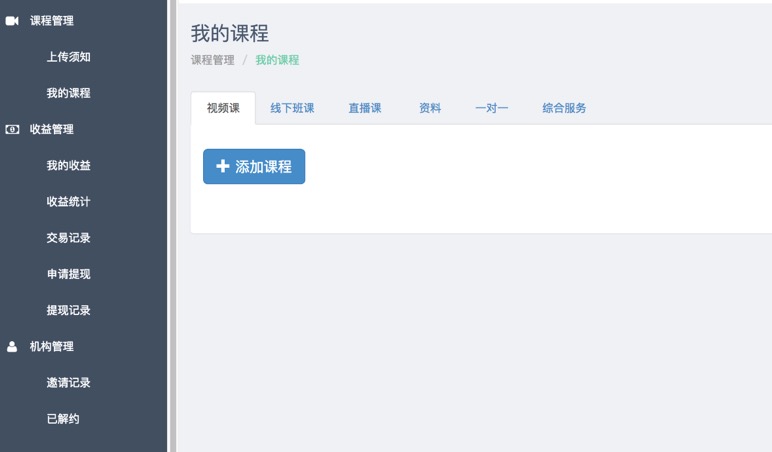 课程管理
上传须知
我的课程
收益管理
我的收益
收益统计
交易记录
申请提现
提现记录
机构管理
邀请记录
已解约
我的课程
课程管理 / 我的课程
视频课 线下班课 直播课 资料 一对一 综合服务
添加课程